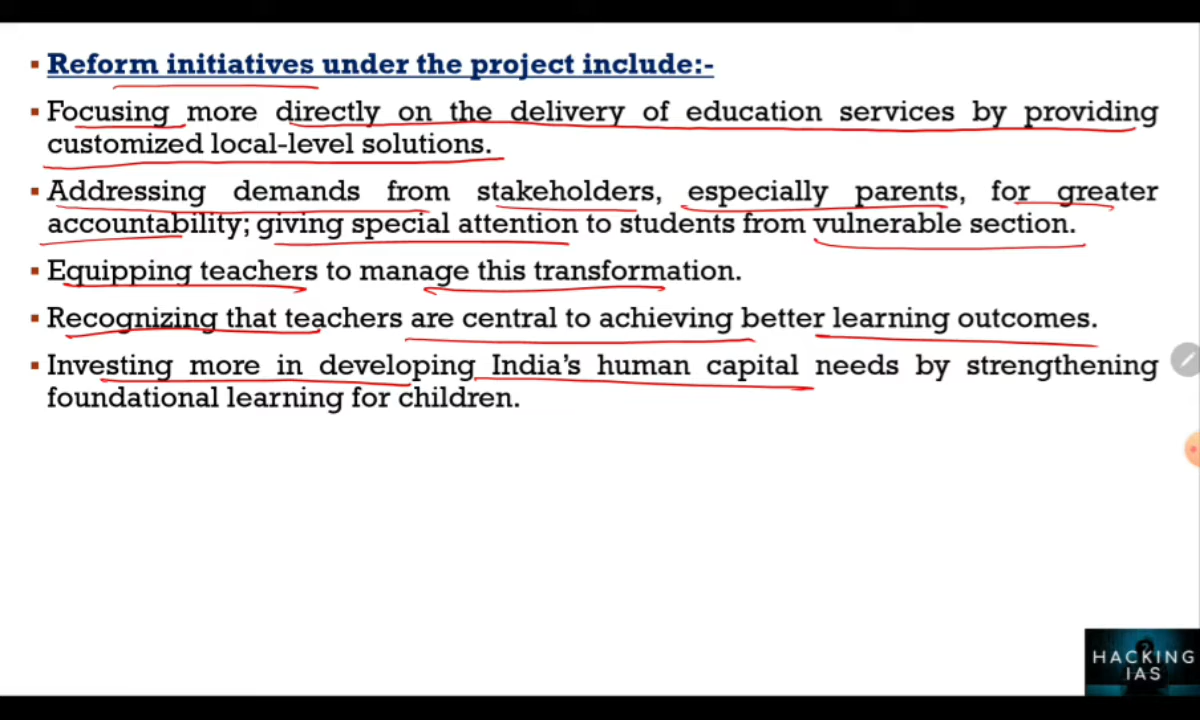 Reform initiatives under the project include:-
Focusing more directly on the delivery of education services by providing
customized local-level solutions.
Addressing demands from stakeholders, especially parents, for greater
accountability; giving special attention to students from vulnerable section.
Equipping teachers to manage this transformation.
Recognizing that teachers are central to achieving better learning outcomes.
Investing more in developing India's human capital needs by strengthening
foundational learning for children.
HACKING
IAS